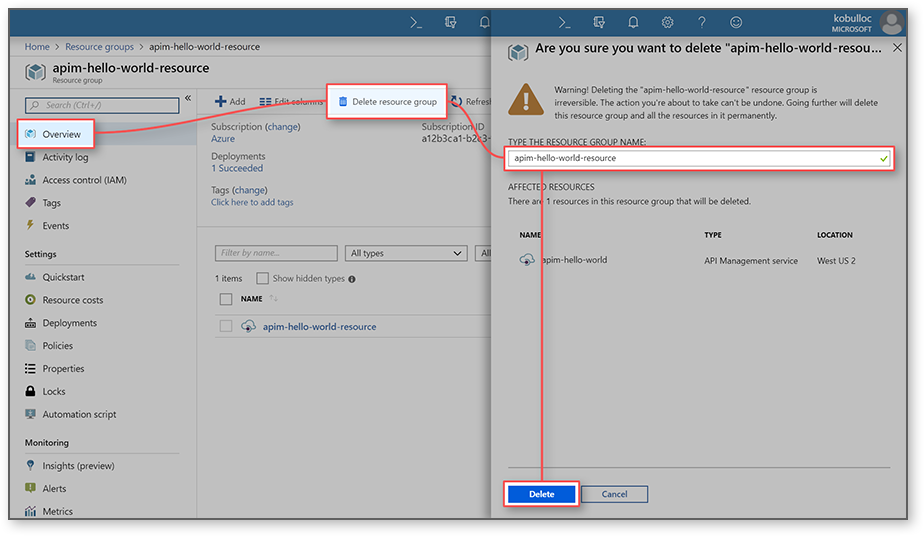 kobulloc
MICROSOFT
Home > Resource groups > apim-hello-world-resource
apim-hello-world-resource
Resource group
Search (Ctrl+/)
«
Overview
Activity log
Access control (IAM)
Tags
Events
Settings
Quickstart
Resource costs
Deployments
Policies
Properties
Locks
Automation script
Monitoring
Insights (preview)
Alerts
Metrics
Add
Edit columns
Delete resource group
Refresh
Subscription (change)
Azure
Subscription ID
a12b3ca1-b2c3-
Deployments
1 Succeeded
Tags (change)
Click here to add tags
Filter by name...
All types
All
1 items
Show hidden types
NAME
apim-hello-world-resource
Are you sure you want to delete "apim-hello-world-resou...
Warning! Deleting the "apim-hello-world-resource" resource group is
irreversible. The action you're about to take can't be undone. Going further will delete
this resource group and all the resources in it permanently.
TYPE THE RESOURCE GROUP NAME:
apim-hello-world-resource
AFFECTED RESOURCES
There are 1 resources in this resource group that will be deleted.
NAME TYPE LOCATION
apim-hello-world API Management service West US 2
Delete
Cancel